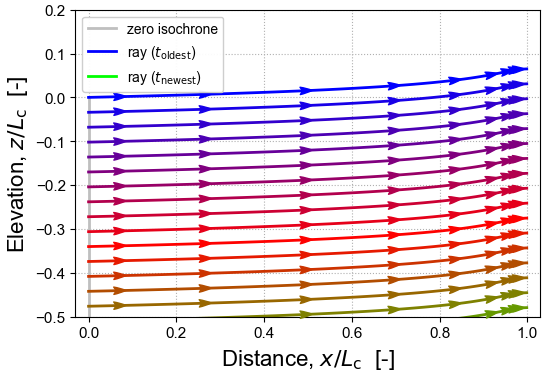 0.2
0.1
0.0
−0.1
−0.2
−0.3
−0.4
−0.5
Elevation, z/Lc [-]
zero isochrone
ray (toldest)
ray (tnewest)
0.0 0.2 0.4 0.6 0.8 1.0
Distance, x/Lc [-]